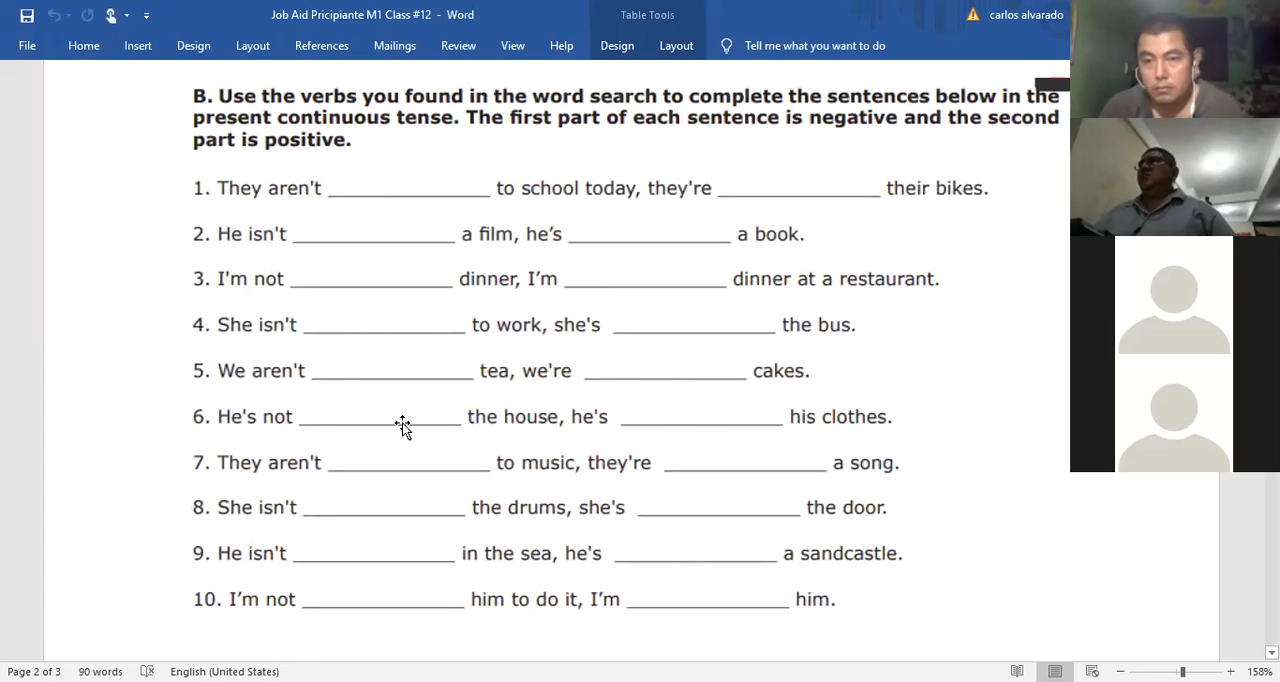 Job Aid Pricipiante M1 Class #12 - Word
Table Tools
carlos alvarado
File Home Insert Design Layout References Mailings Review View Help Design Layout Tell me what you want to do
B. Use the verbs you found in the word search to complete the sentences below in the
present continuous tense. The first part of each sentence is negative and the second
part is positive.
1. They aren't _______________ to school today, they're _______________ their bikes.
2. He isn't _______________ a film, he’s _______________ a book.
3. I'm not _______________ dinner, I’m _______________ dinner at a restaurant.
4. She isn't _______________ to work, she's _______________ the bus.
5. We aren't _______________ tea, we're _______________ cakes.
6. He's not _______________ the house, he's _______________ his clothes.
7. They aren't _______________ to music, they're _______________ a song.
8. She isn't _______________ the drums, she's _______________ the door.
9. He isn't _______________ in the sea, he's _______________ a sandcastle.
10. I’m not _______________ him to do it, I’m _______________ him.
Page 2 of 3 90 words English (United States) 158%